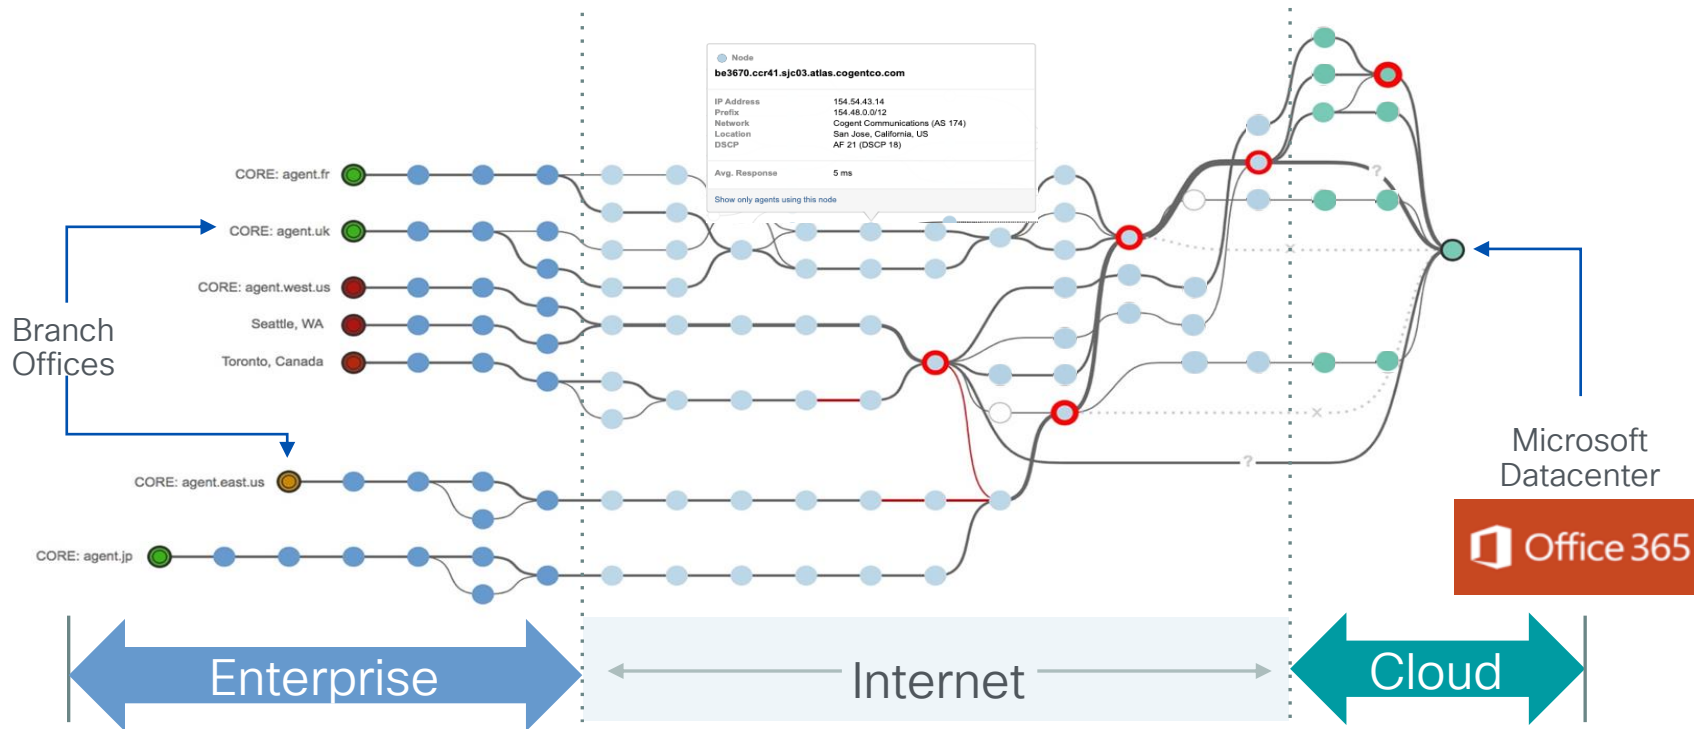 Node
be3670.ccr41.sjc03.atlas.cogentco.com
IP Address 154.54.43.14
Prefix 154.48.0.0/12
Network Cogent Communications (AS 174)
Location San Jose, California, US
DSCP AF 21 (DSCP 18)
Avg. Response 5 ms
Show only agents using this node
CORE: agent.fr
?
CORE: agent.uk
CORE: agent.west.us
Branch
Offices
Seattle, WA
Toronto, Canada
Microsoft
Datacenter
?
CORE: agent.east.us
Office 365
CORE: agent.jp
Enterprise
Internet
Cloud